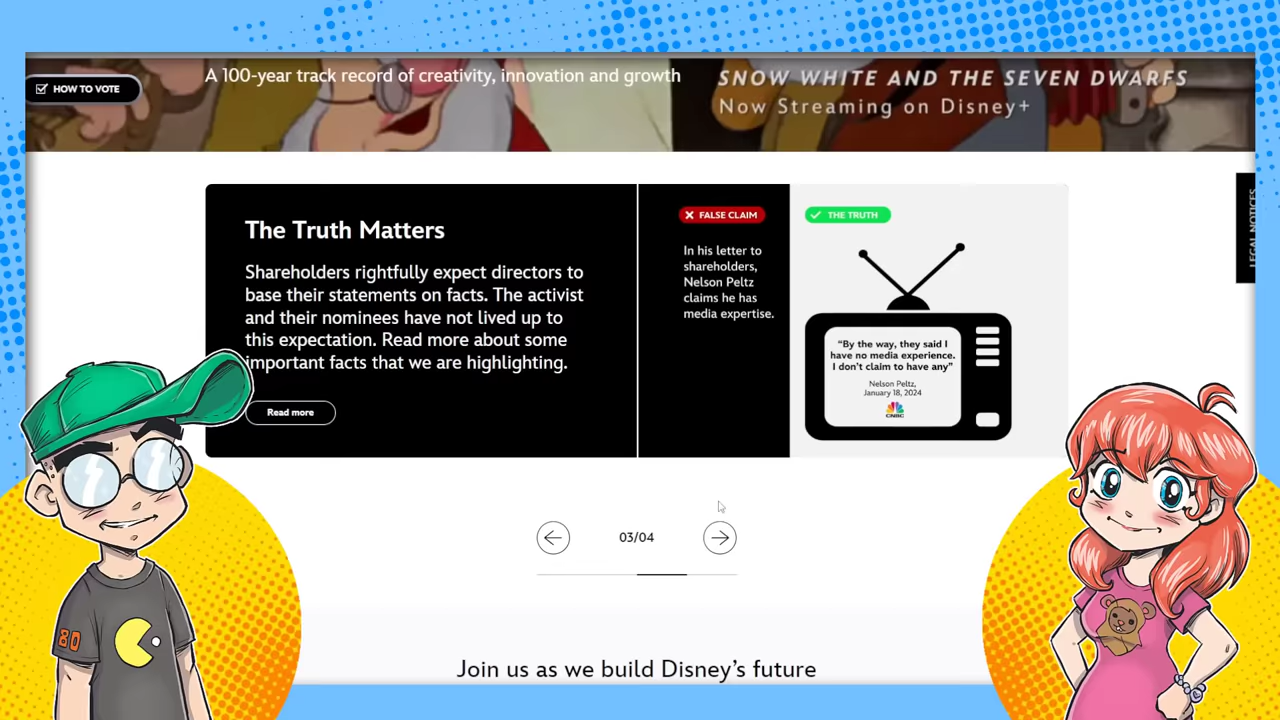 HOW TO VOTE
A 100-year track record of creativity, innovation and growth
SNOW WHITE AND THE SEVEN DWARFS
Now Streaming on Disney+
LEGAL NOTICES
The Truth Matters
Shareholders rightfully expect directors to
base their statements on facts. The activist
and their nominees have not lived up to
this expectation. Read more about some
important facts that we are highlighting.
Read more
FALSE CLAIM
In his letter to
shareholders,
Nelson Peltz
claims he has
media expertise.
THE TRUTH
“By the way, they said I
have no media experience.
I don’t claim to have any”
Nelson Peltz,
January 18, 2024
CNBC
03/04
Join us as we build Disney’s future
80